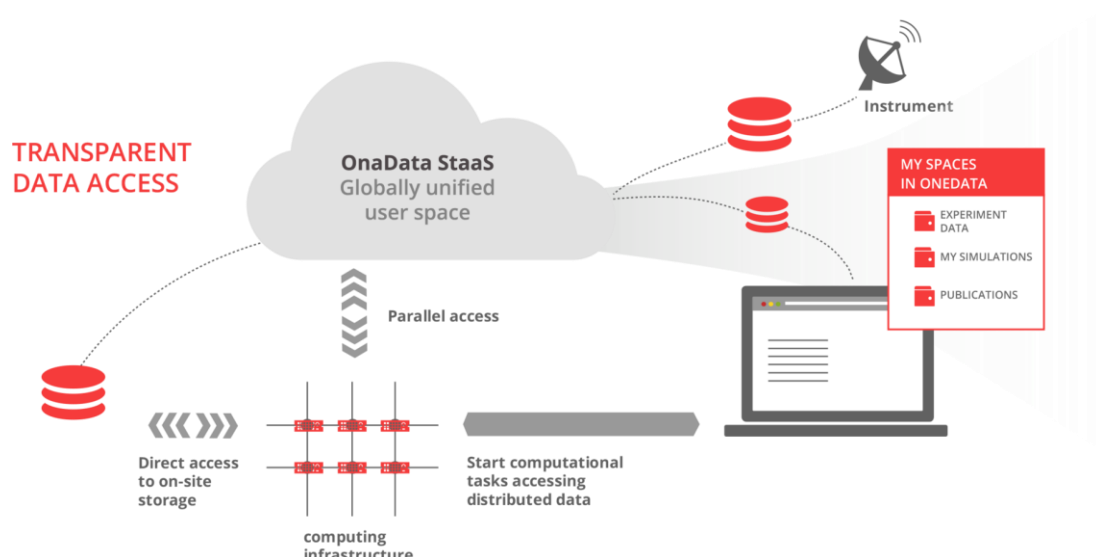 TRANSPARENT
DATA ACCESS
OnaData StaaS
Globally unified
user space
Instrument
MY SPACES
IN ONEDATA
EXPERIMENT
DATA
MY SIMULATIONS
PUBLICATIONS
Parallel access
Direct access
to on-site
storage
Start computational
tasks accessing
distributed data
computing
infrastructure